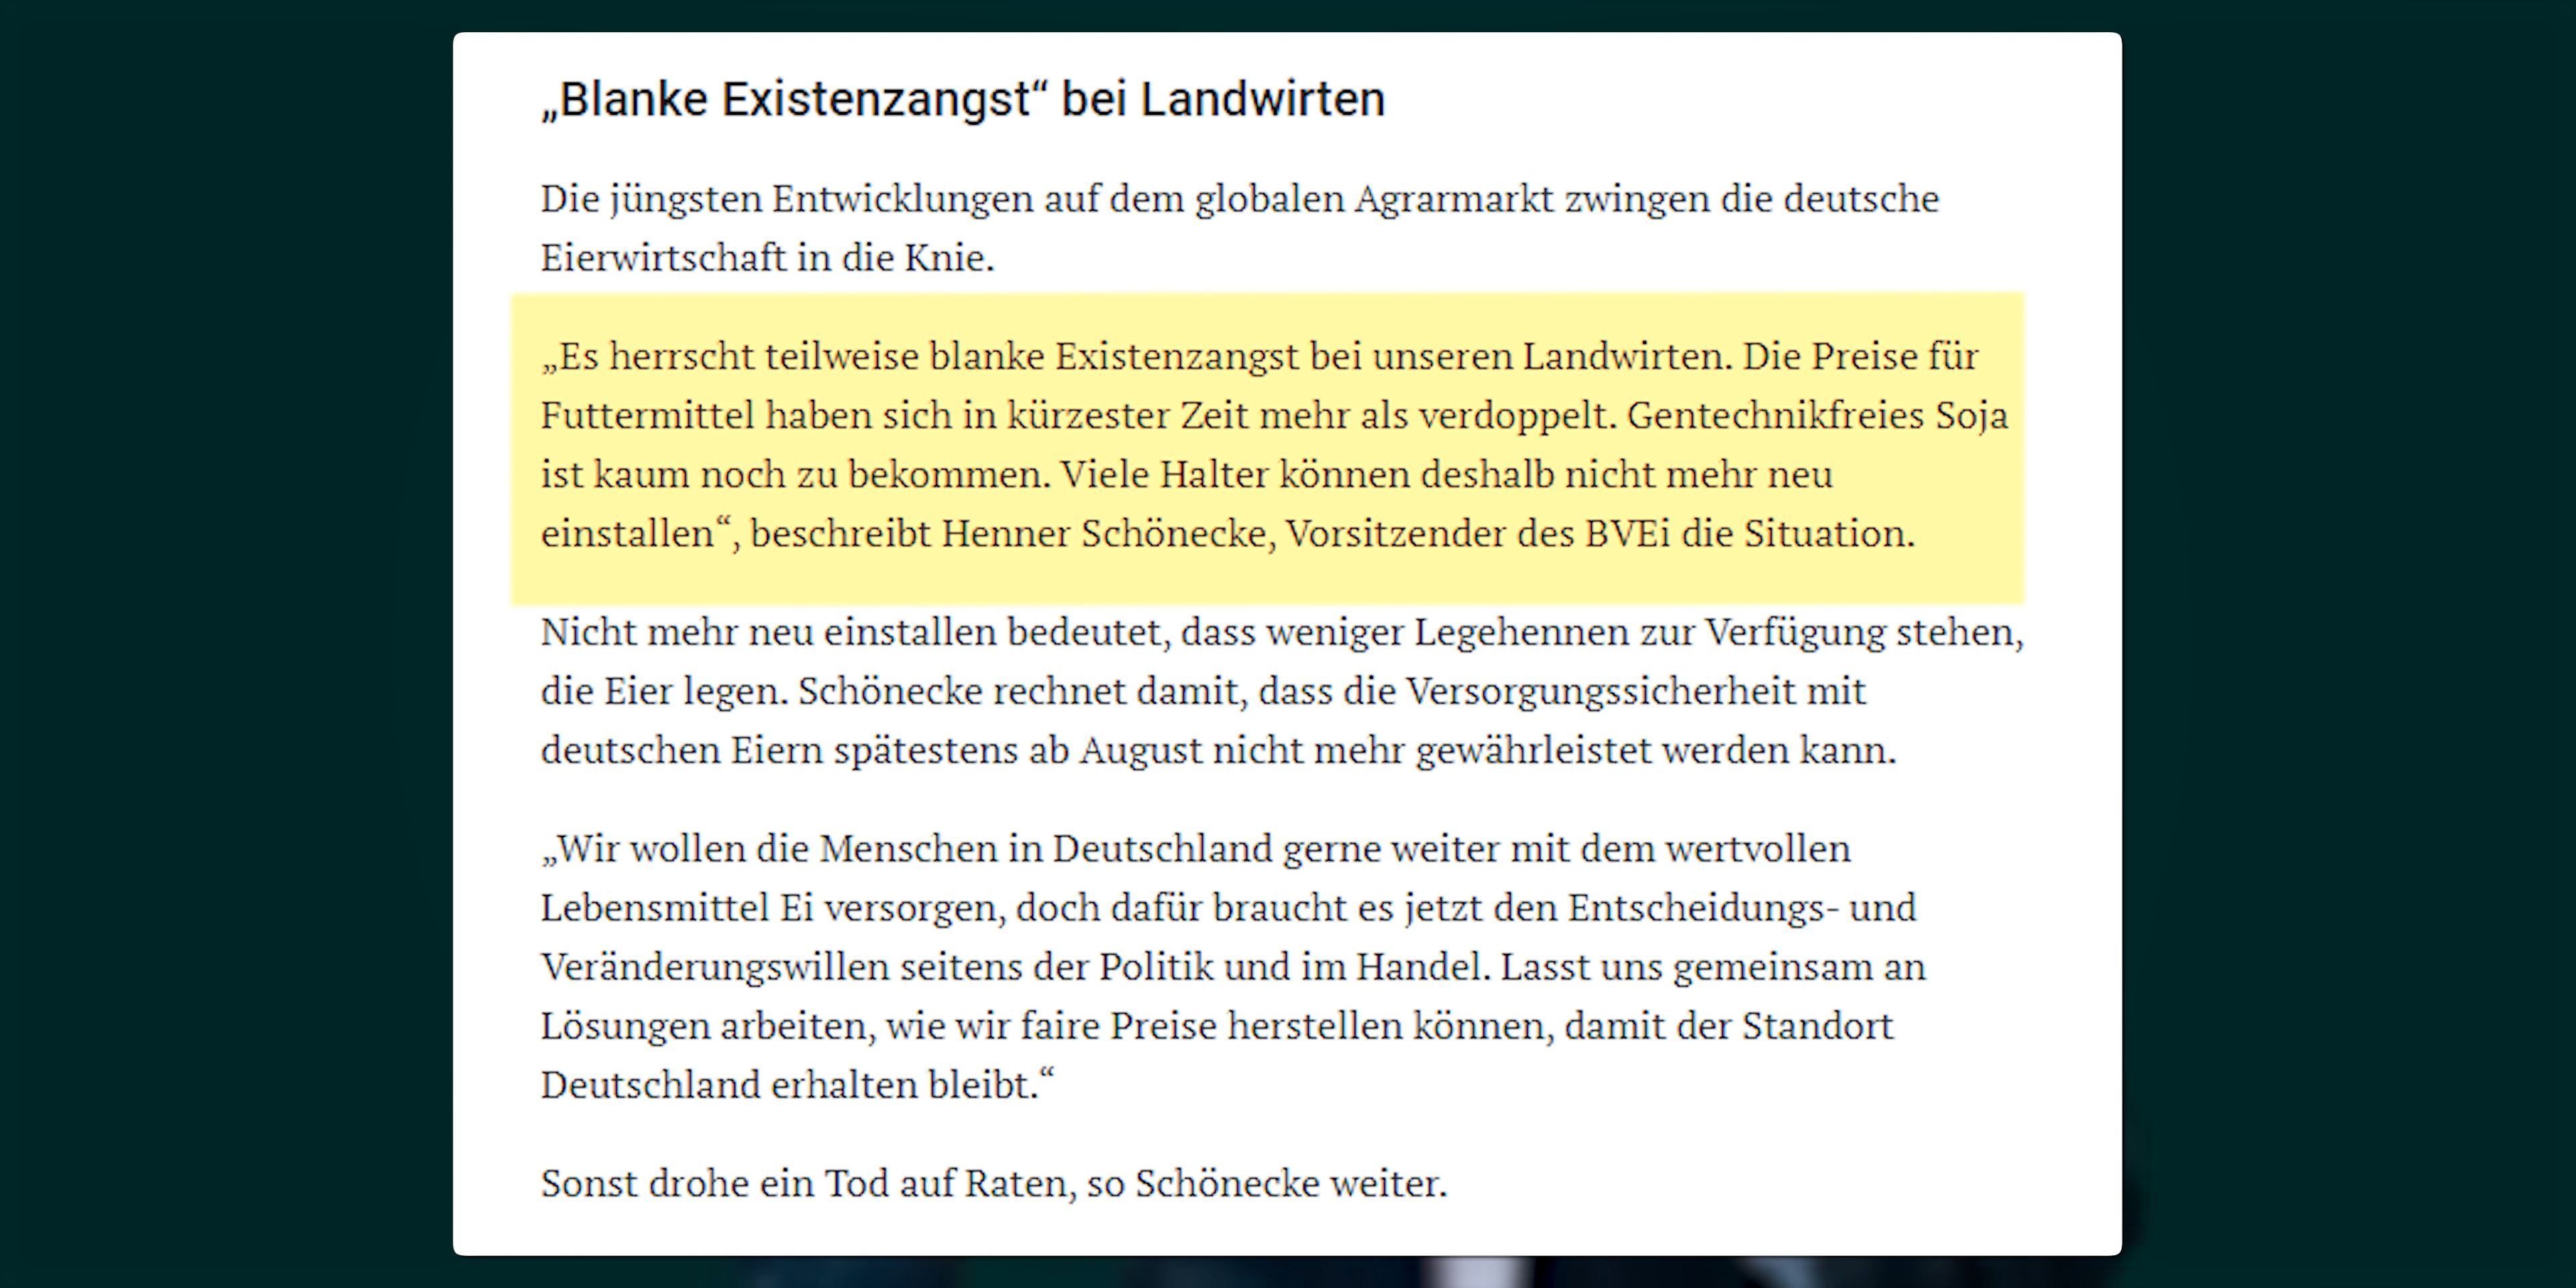 „Blanke Existenzangst“ bei Landwirten
Die jüngsten Entwicklungen auf dem globalen Agrarmarkt zwingen die deutsche
Eierwirtschaft in die Knie.
„Es herrscht teilweise blanke Existenzangst bei unseren Landwirten. Die Preise für
Futtermittel haben sich in kürzester Zeit mehr als verdoppelt. Gentechnikfreies Soja
ist kaum noch zu bekommen. Viele Halter können deshalb nicht mehr neu
einstallen“, beschreibt Henner Schönecke, Vorsitzender des BVEi die Situation.
Nicht mehr neu einstallen bedeutet, dass weniger Legehennen zur Verfügung stehen,
die Eier legen. Schönecke rechnet damit, dass die Versorgungssicherheit mit
deutschen Eiern spätestens ab August nicht mehr gewährleistet werden kann.
„Wir wollen die Menschen in Deutschland gerne weiter mit dem wertvollen
Lebensmittel Ei versorgen, doch dafür braucht es jetzt den Entscheidungs- und
Veränderungswillen seitens der Politik und im Handel. Lasst uns gemeinsam an
Lösungen arbeiten, wie wir faire Preise herstellen können, damit der Standort
Deutschland erhalten bleibt.“
Sonst drohe ein Tod auf Raten, so Schönecke weiter.